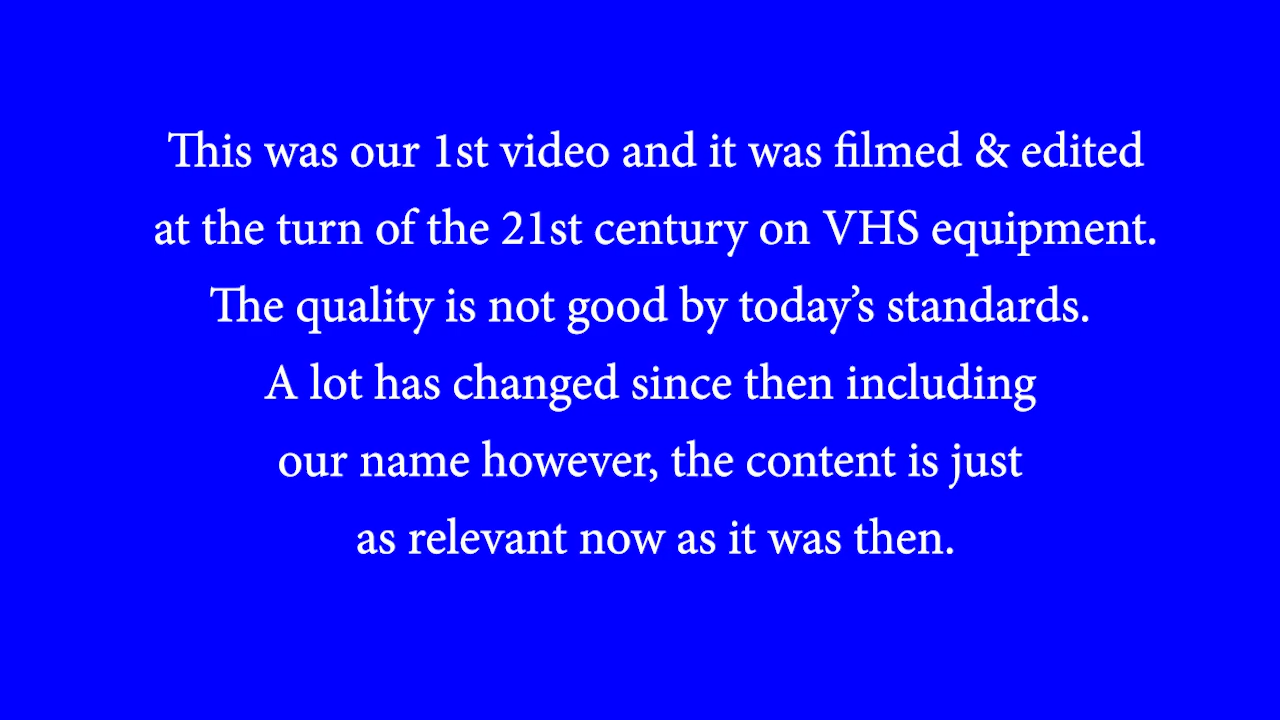 This was our 1st video and it was filmed & edited
at the turn of the 21st century on VHS equipment.
The quality is not good by today’s standards.
A lot has changed since then including
our name however, the content is just
as relevant now as it was then.